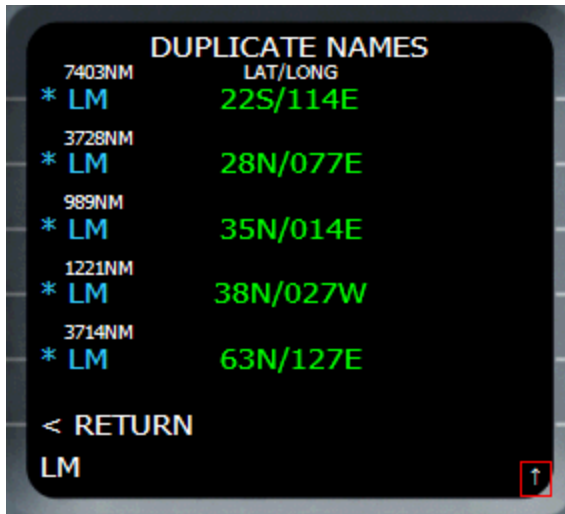 DUPLICATE NAMES
7403NM LAT/LONG
* LM 22S/114E
3728NM
* LM 28N/077E
989NM
* LM 35N/014E
1221NM
* LM 38N/027W
3714NM
* LM 63N/127E
< RETURN
LM ↑